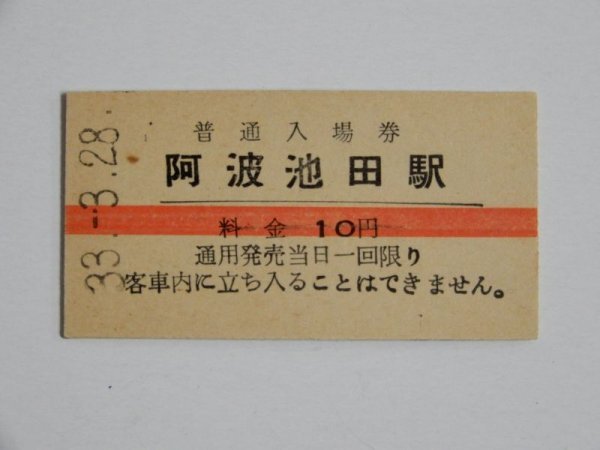 普通入場券
阿波池田駅
料金 10円
通用発売当日一回限り
客車内に立ち入ることはできません。
33.-3.28.